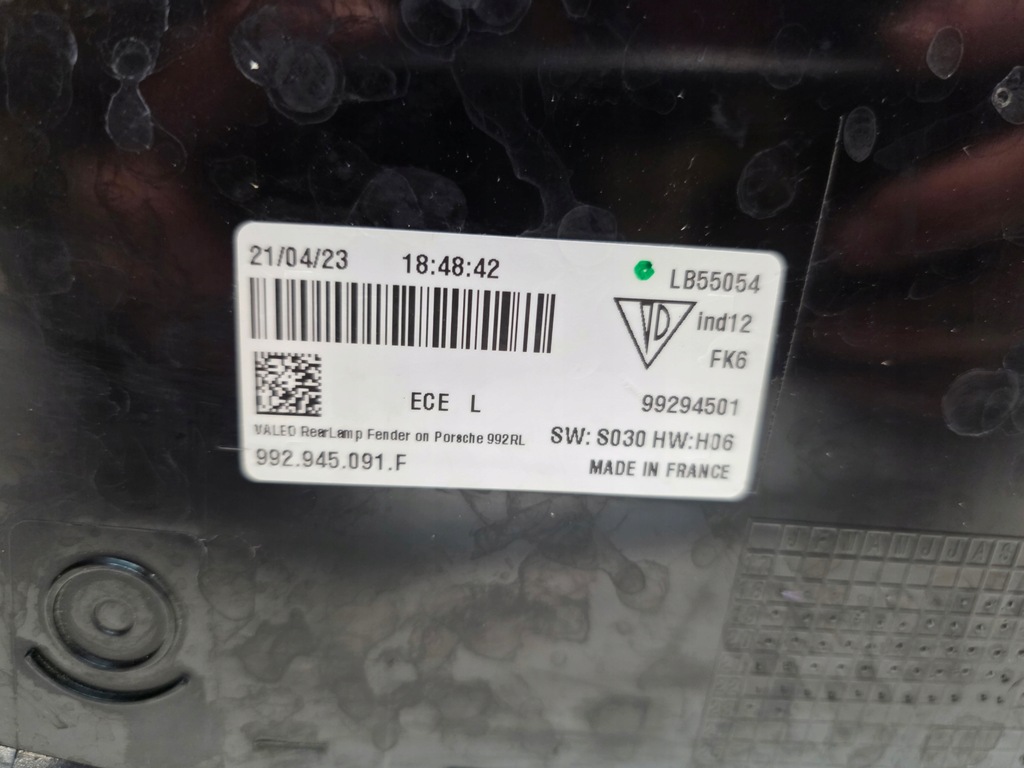 21/04/23 18:48:42
LB55054
VD ind12
FK6
ECE L
99294501
VALEO RearLamp Fender on Porsche 992RL
SW: S030 HW:H06
992.945.091.F
MADE IN FRANCE